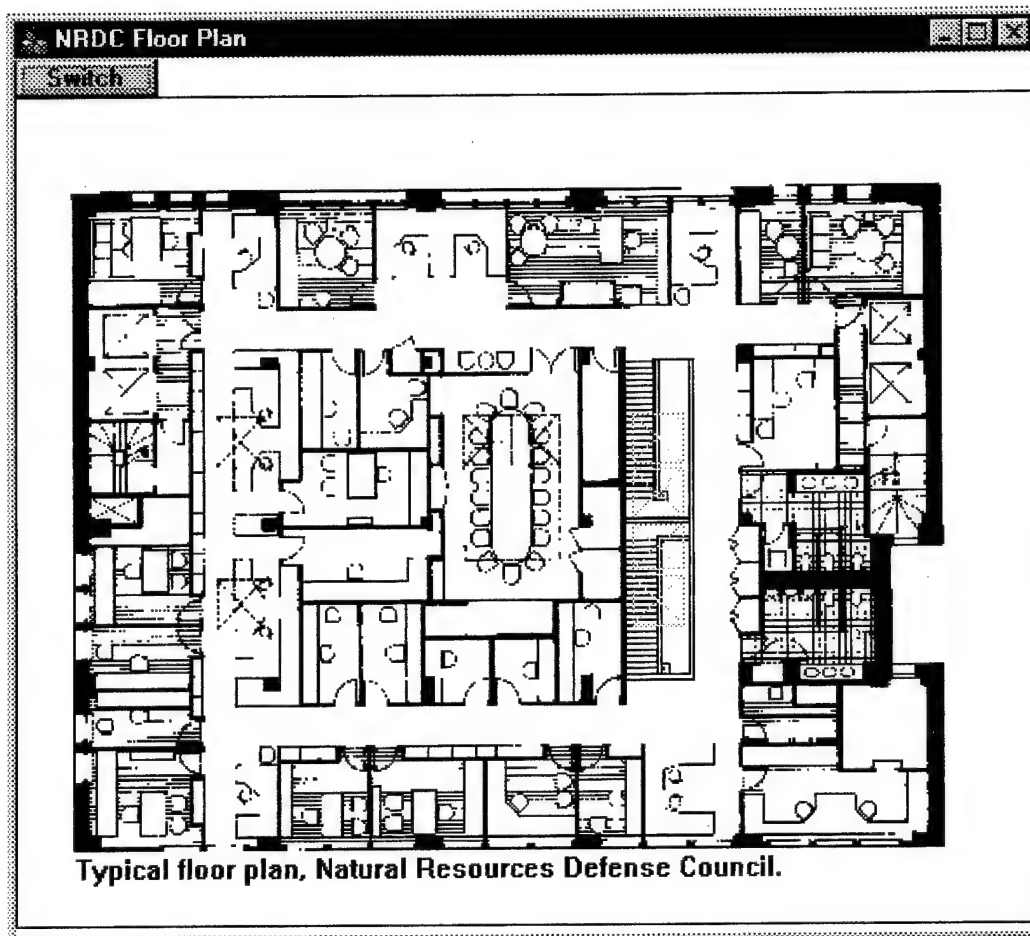 NRDC Floor Plan
Switch
Typical floor plan, Natural Resources Defense Council.